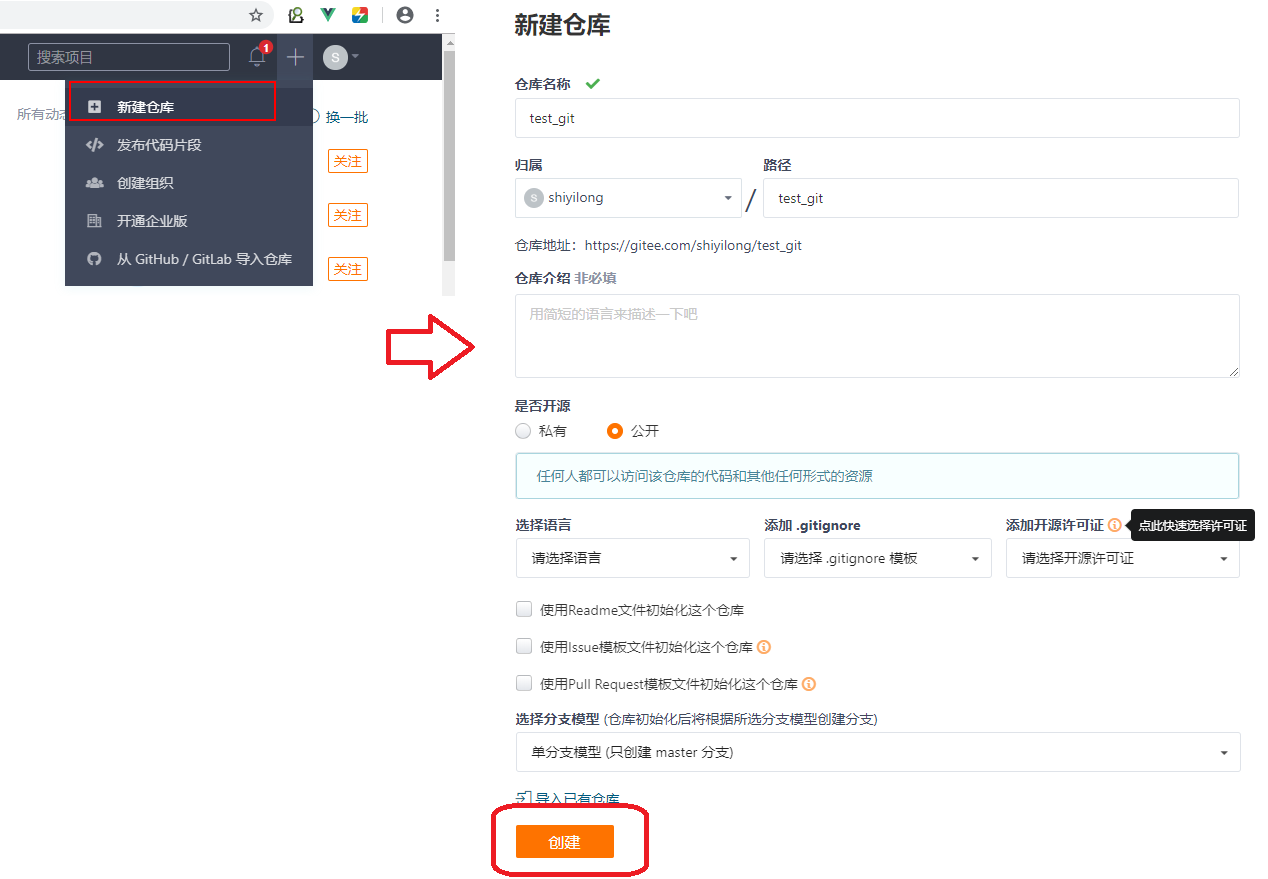 搜索项目
1
S
新建仓库
发布代码片段
创建组织
开通企业版
从 GitHub / GitLab 导入仓库
所有动态
换一批
关注
关注
关注
新建仓库
仓库名称
test_git
归属
路径
S shiyilong
/
test_git
仓库地址：https://gitee.com/shiyilong/test_git
仓库介绍 非必填
用简短的语言来描述一下吧
是否开源
私有
公开
任何人都可以访问该仓库的代码和其他任何形式的资源
选择语言
添加 .gitignore
添加开源许可证
点此快速选择许可证
请选择语言
请选择 .gitignore 模板
请选择开源许可证
使用Readme文件初始化这个仓库
使用Issue模板文件初始化这个仓库
使用Pull Request模板文件初始化这个仓库
选择分支模型 (仓库初始化后将根据所选分支模型创建分支)
单分支模型 (只创建 master 分支)
导入已有仓库
创建